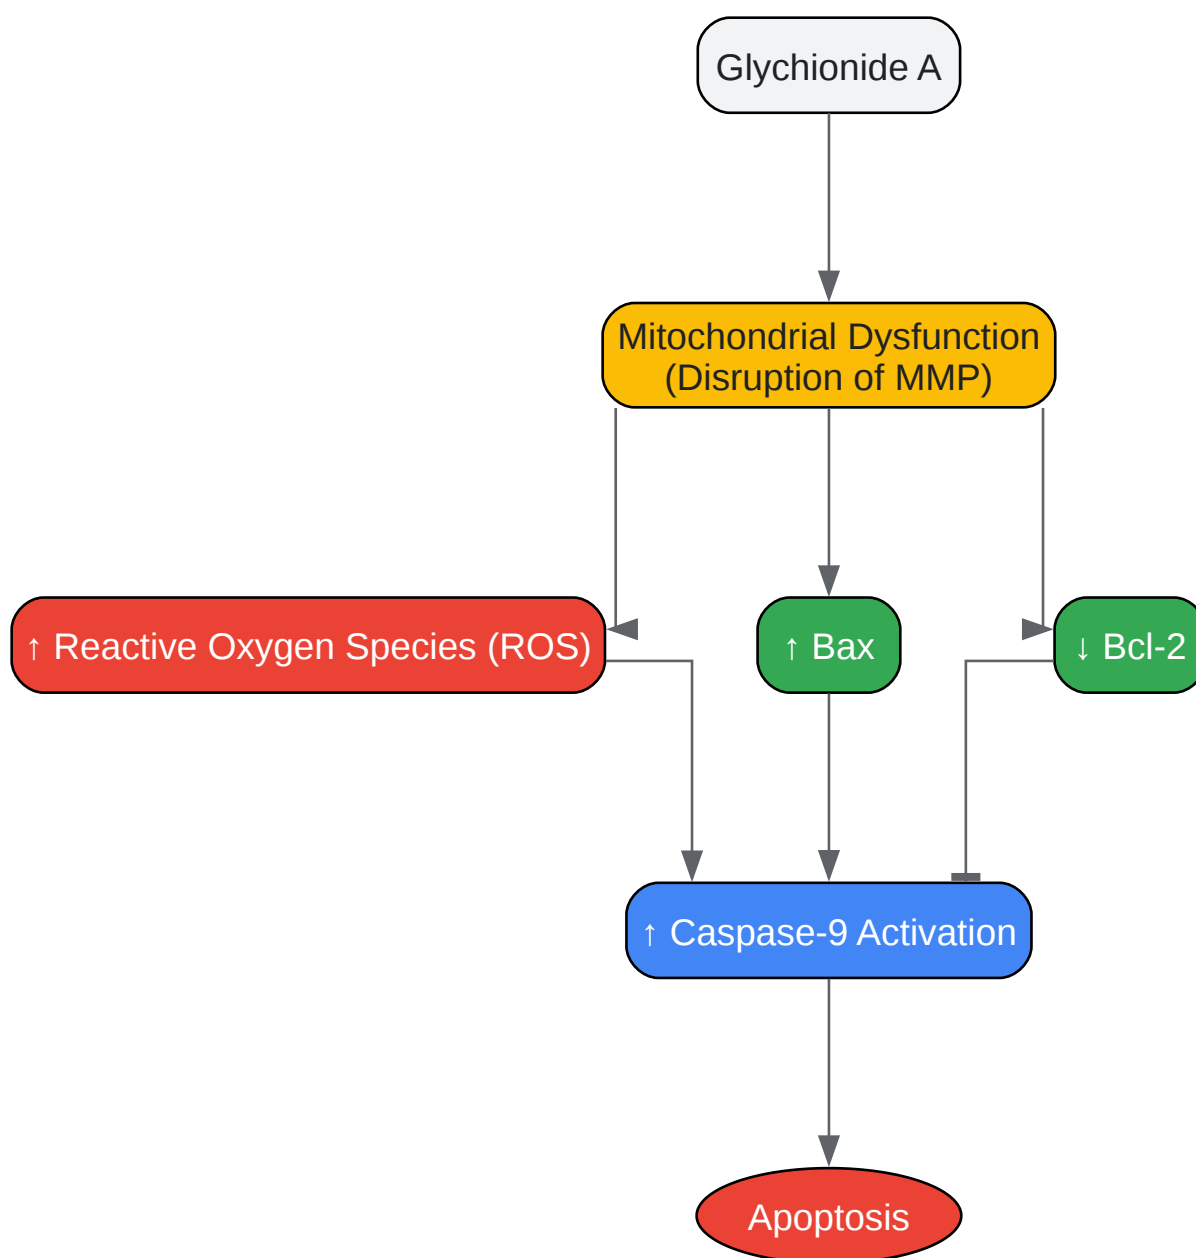 Glychionide A
Mitochondrial Dysfunction
(Disruption of MMP)
↑ Reactive Oxygen Species (ROS)
↑ Bax
↓ Bcl-2
↑ Caspase-9 Activation
Apoptosis